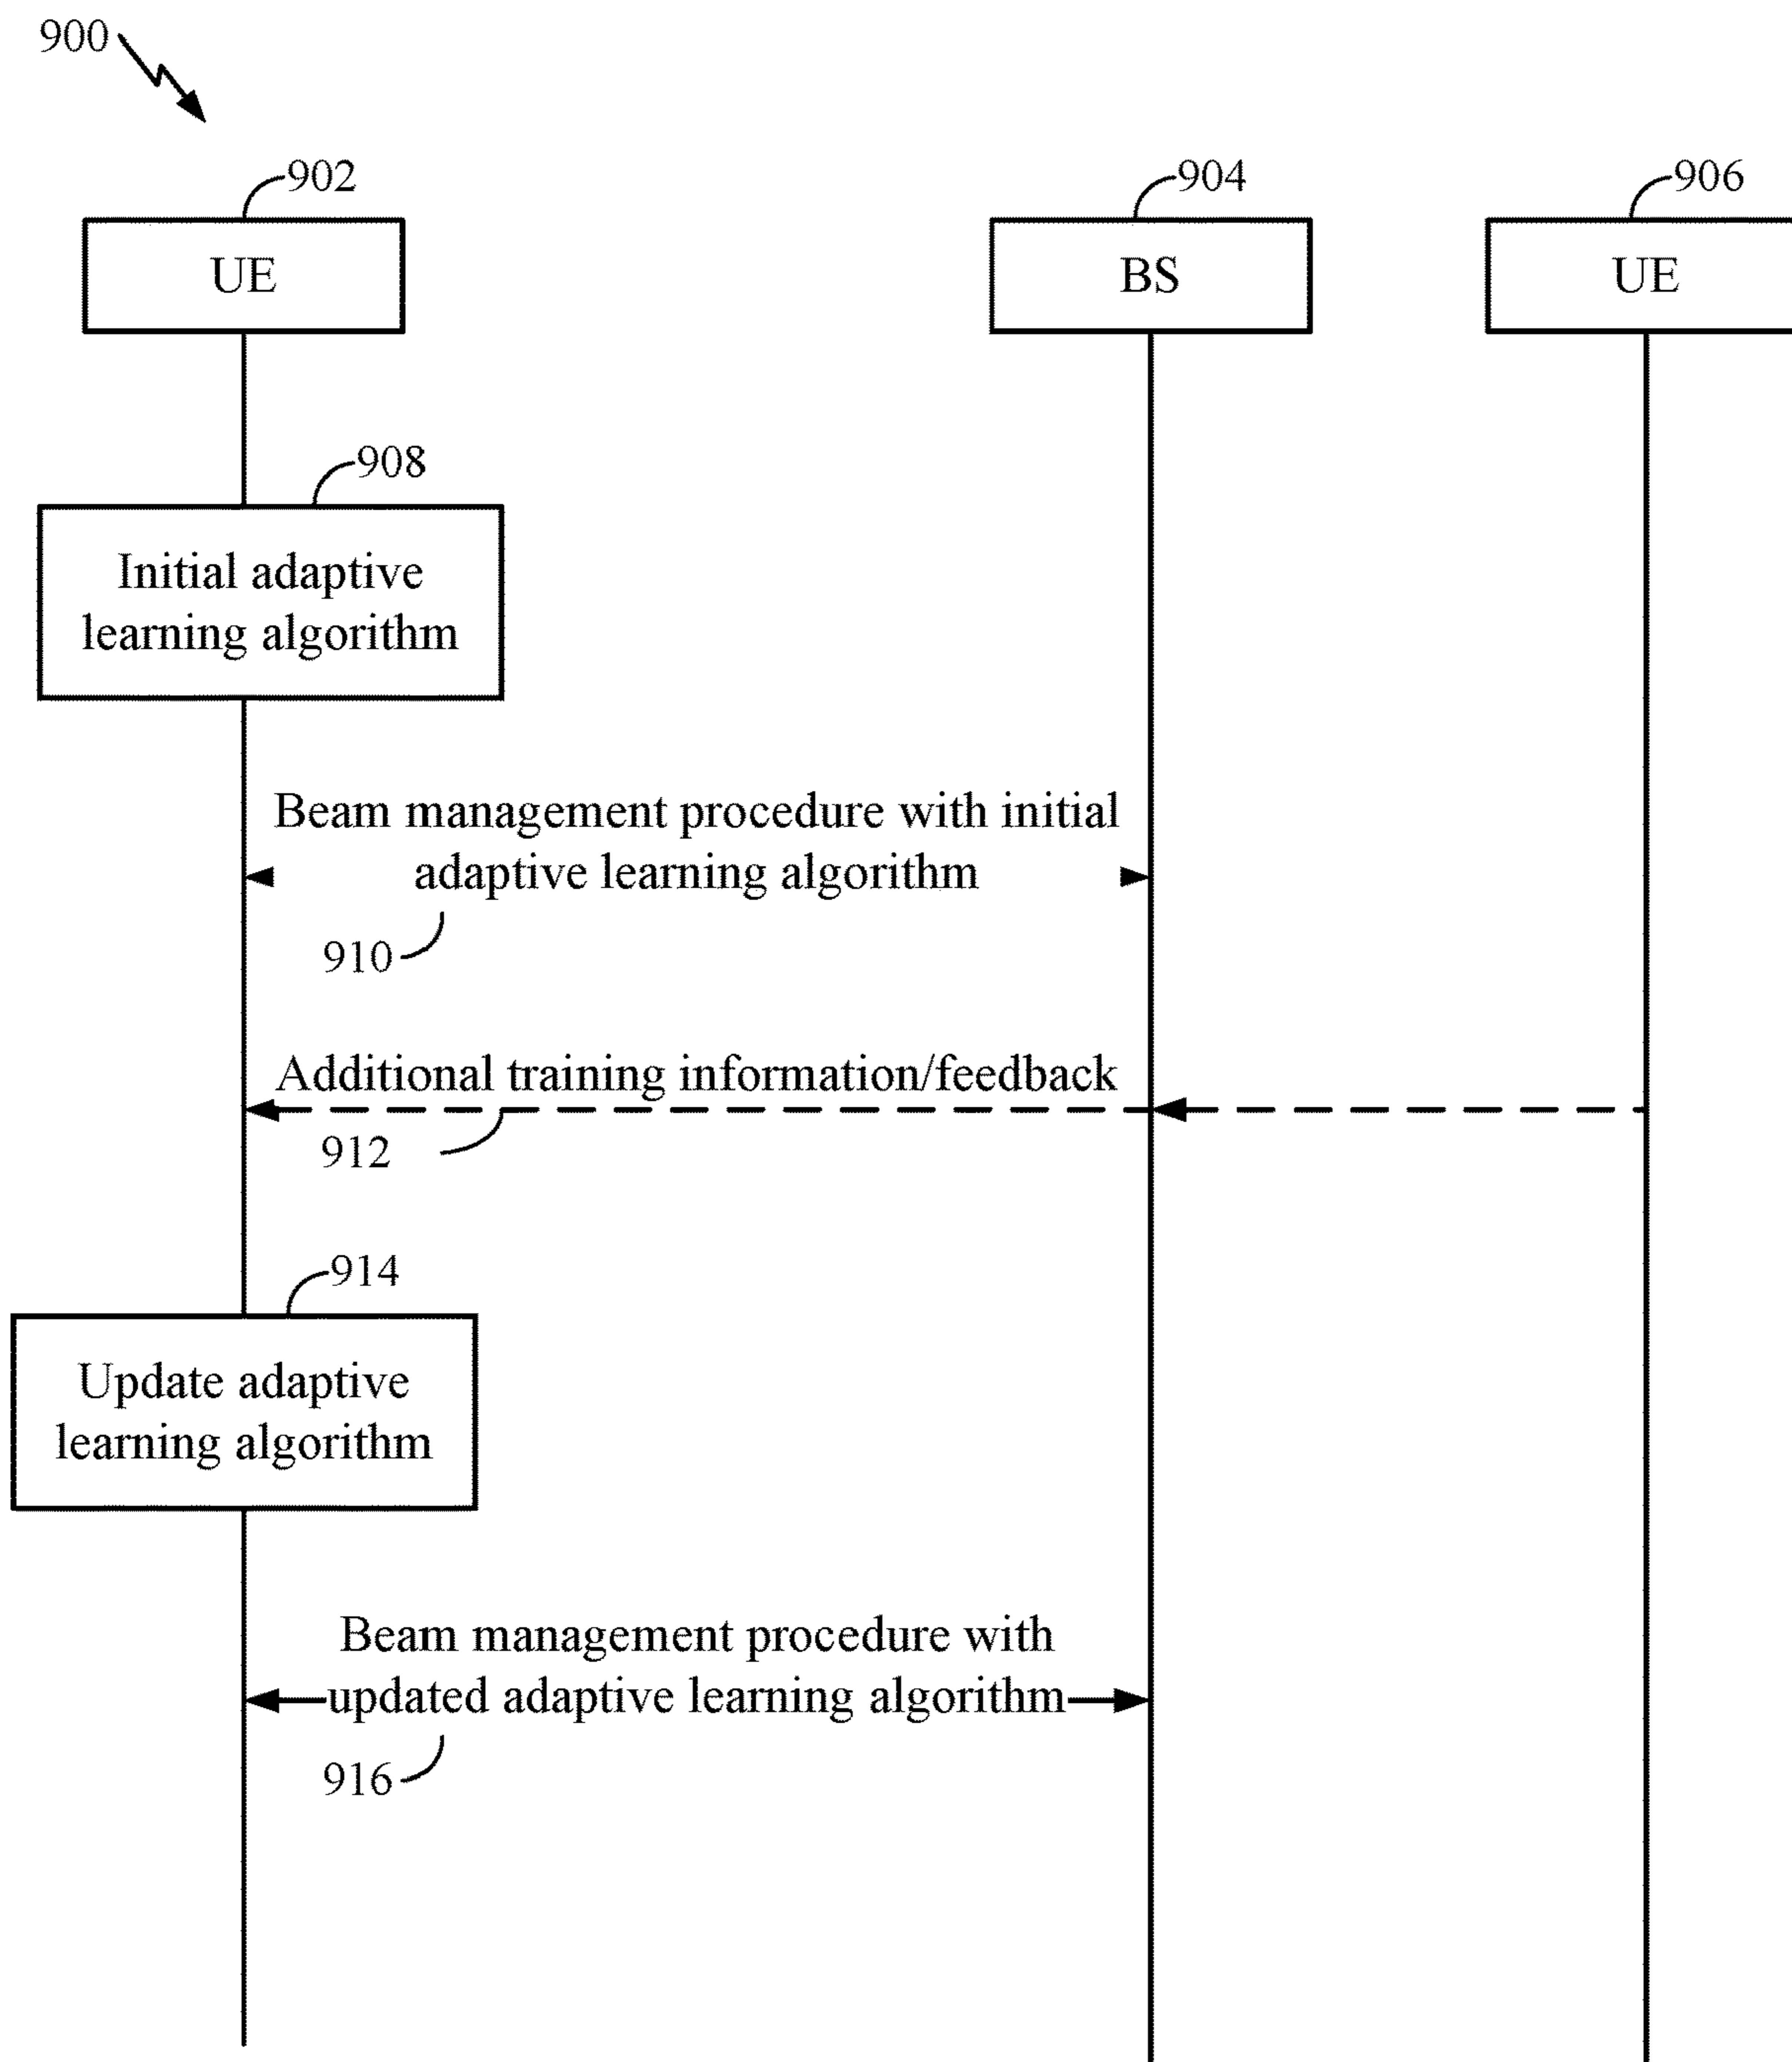 900
902
904
906
UE
BS
UE
908
Initial adaptive
learning algorithm
Beam management procedure with initial
adaptive learning algorithm
910
Additional training information/feedback
912
914
Update adaptive
learning algorithm
Beam management procedure with
updated adaptive learning algorithm
916